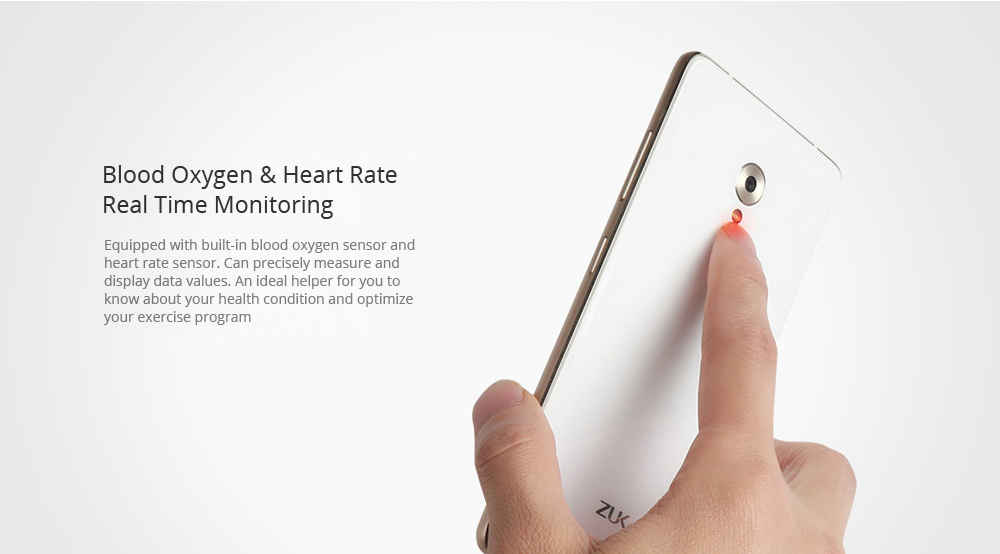 Blood Oxygen & Heart Rate
Real Time Monitoring
Equipped with built-in blood oxygen sensor and
heart rate sensor. Can precisely measure and
display data values. An ideal helper for you to
know about your health condition and optimize
your exercise program
ZUK